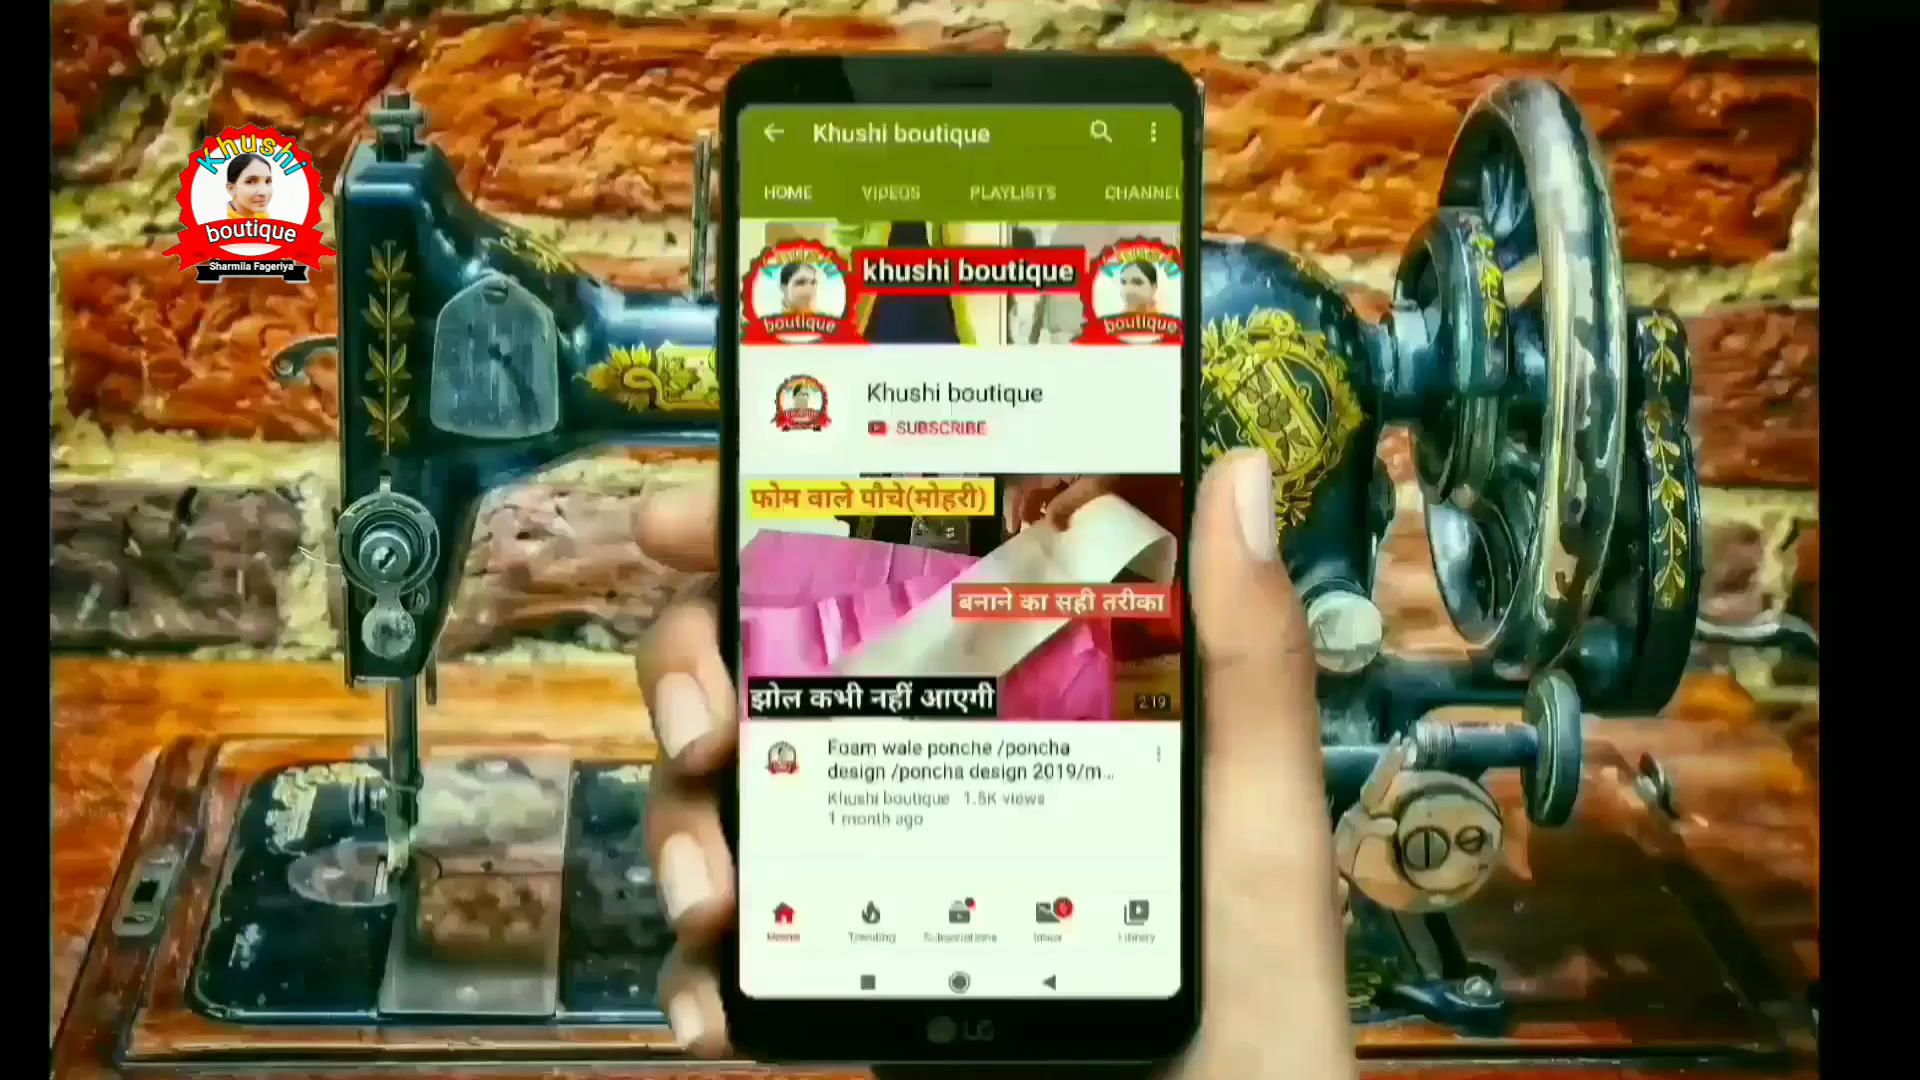 Khushi
boutique
Sharmila Fageriya
Khushi boutique
HOME VIDEOS PLAYLISTS CHANNEL
khushi boutique
boutique
boutique
Khushi boutique
SUBSCRIBE
फोम वाले पौचे(मोहरी)
बनाने का सही तरीका
झोल कभी नहीं आएगी
2:19
Foam wale ponche /poncha
design /poncha design 2019/m...
Khushi boutique 1.5K views
1 month ago
Home Trending Subscriptions Inbox Library
LG